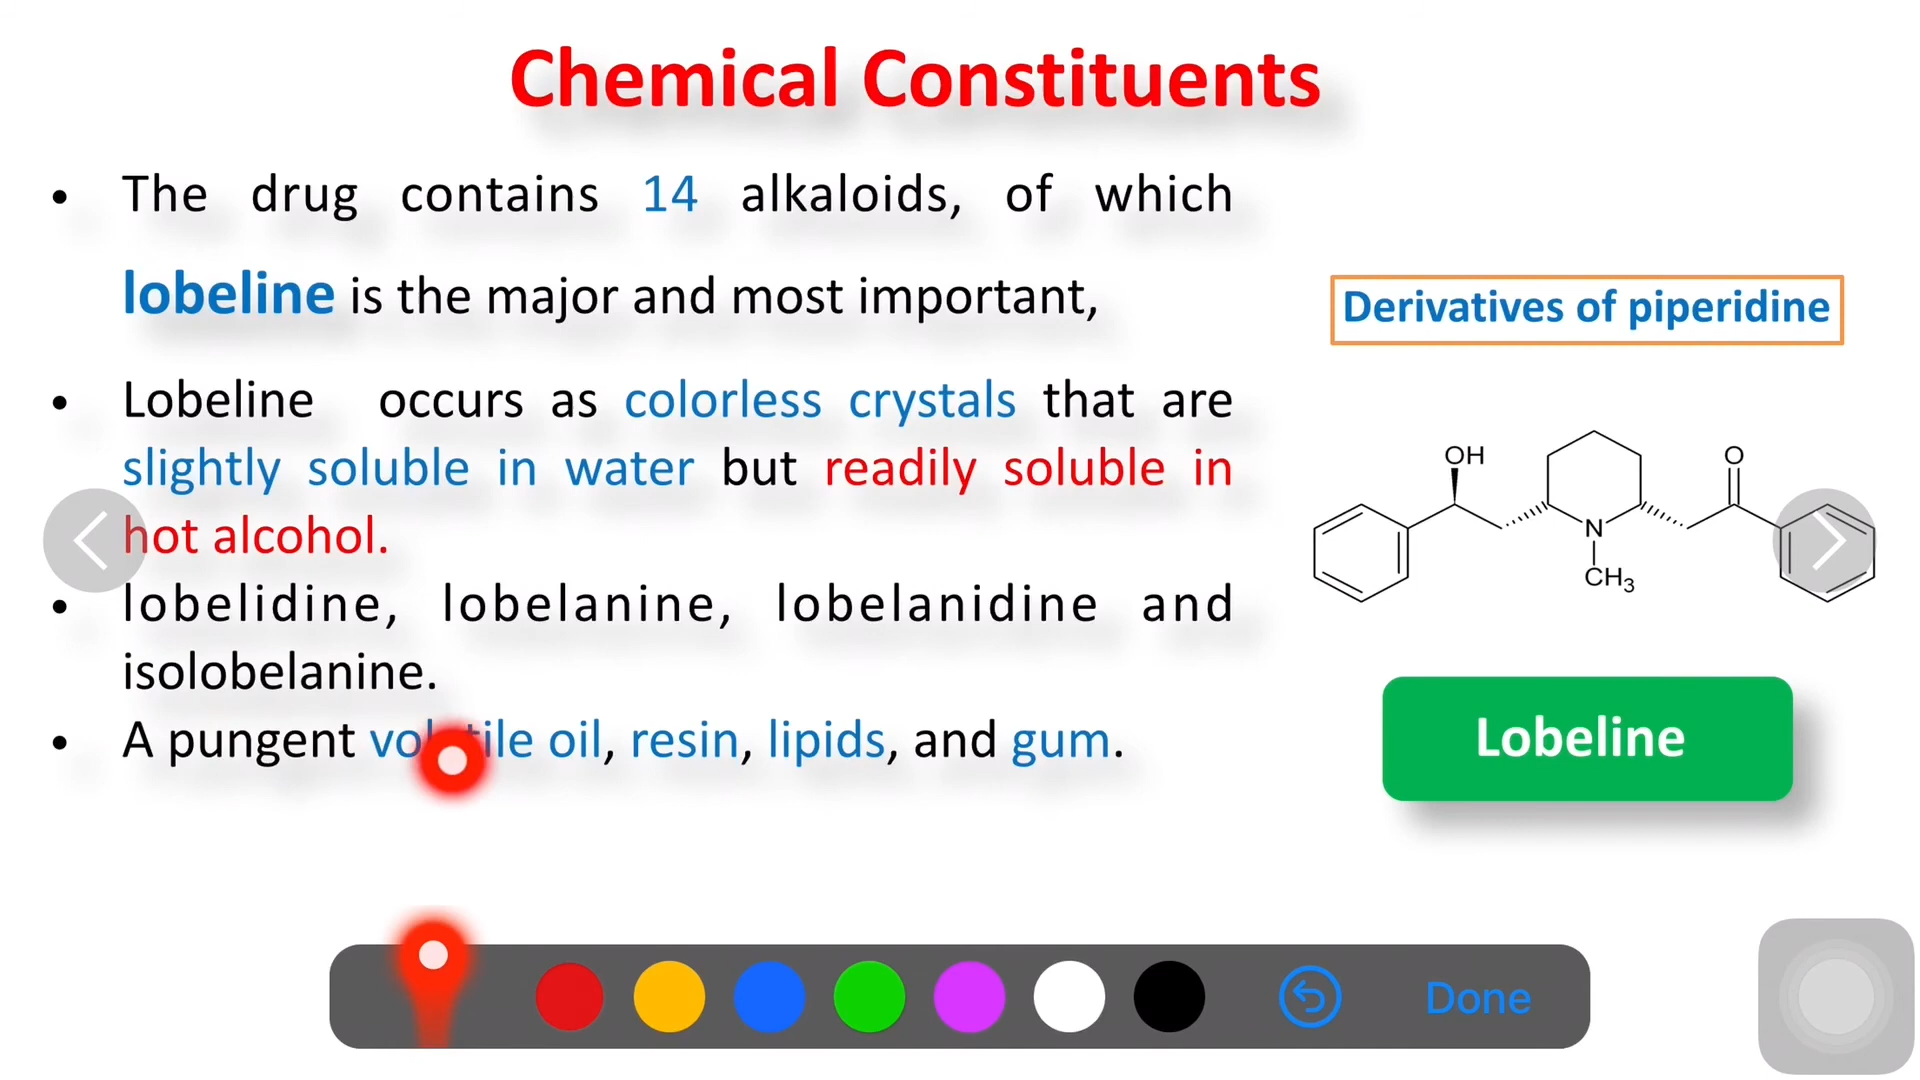 Chemical Constituents
• The drug contains 14 alkaloids, of which
lobeline is the major and most important,
• Lobeline occurs as colorless crystals that are
slightly soluble in water but readily soluble in
hot alcohol.
• lobelidine, lobelanine, lobelanidine and
isolobelanine.
• A pungent volatile oil, resin, lipids, and gum.
Derivatives of piperidine
OH
O
N
CH3
Lobeline
Done